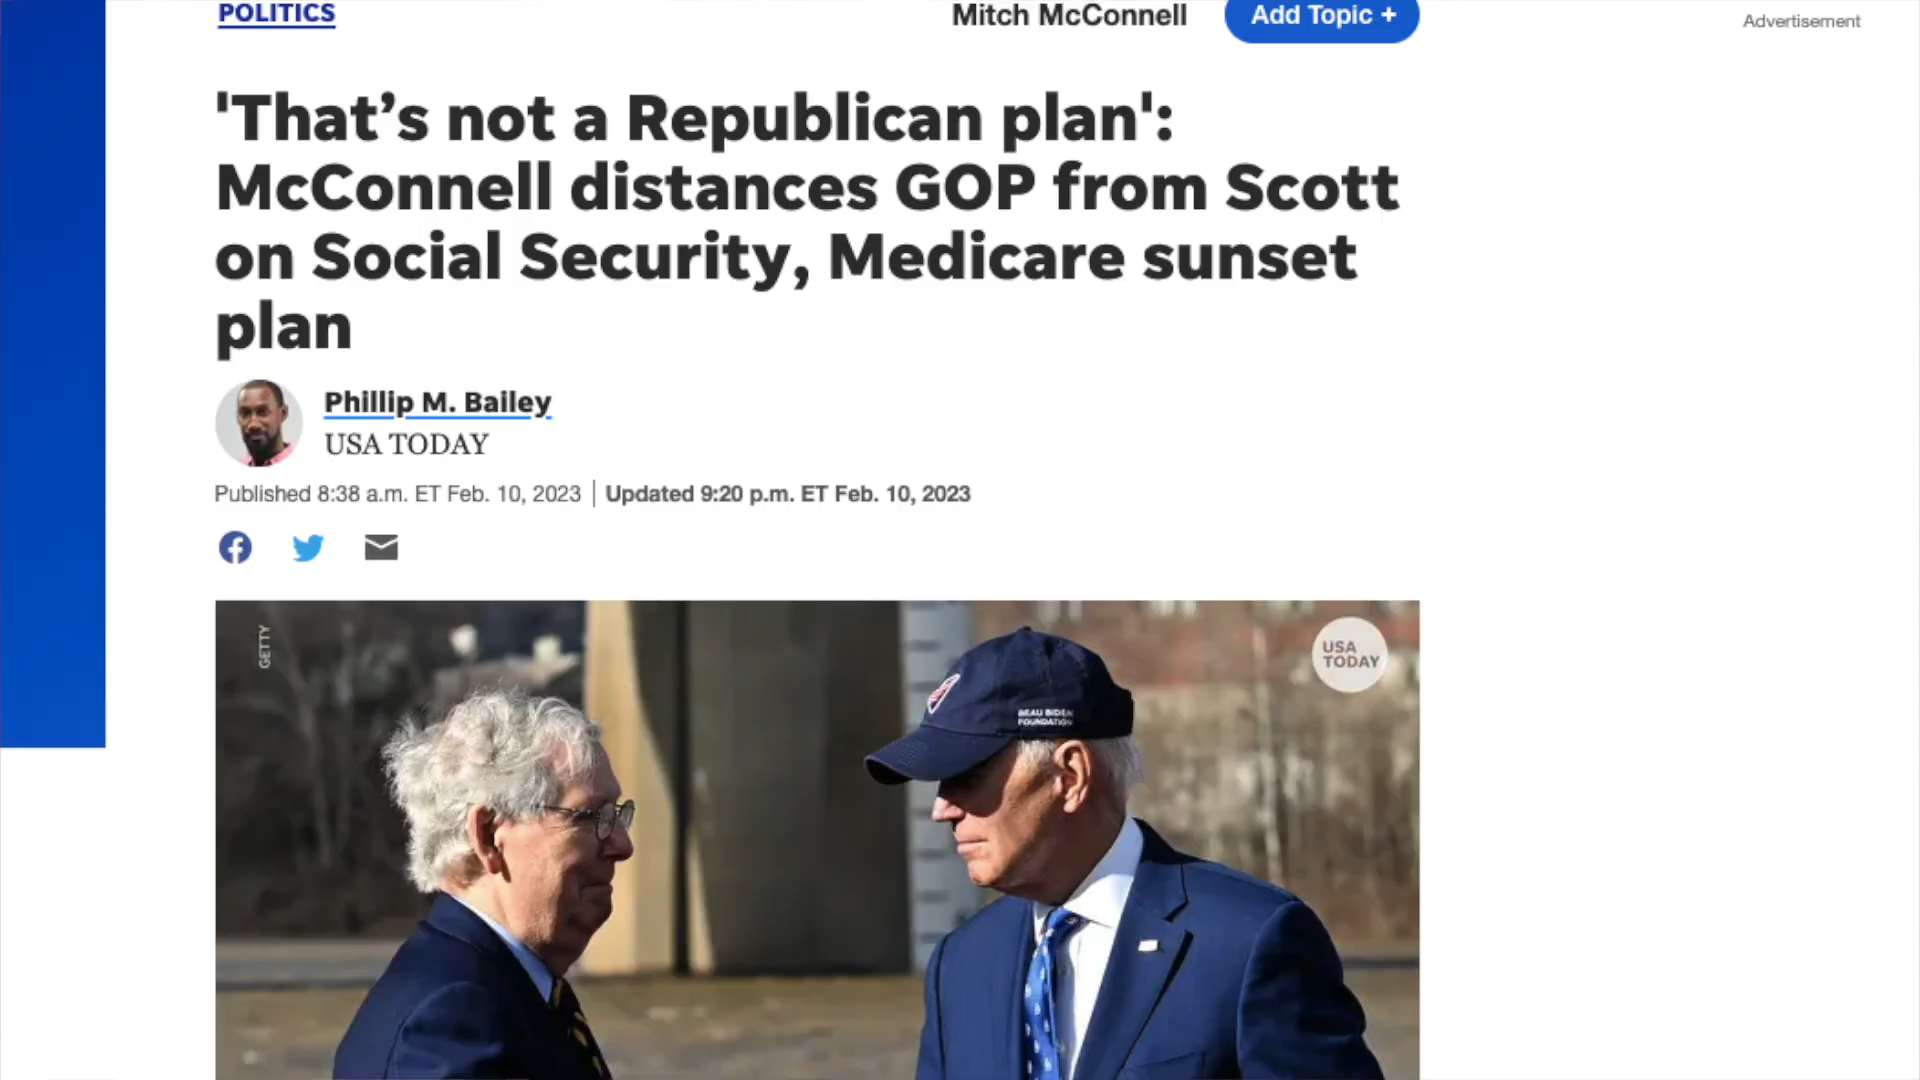 POLITICS
Mitch McConnell
Add Topic +
Advertisement
'That’s not a Republican plan':
McConnell distances GOP from Scott
on Social Security, Medicare sunset
plan
Phillip M. Bailey
USA TODAY
Published 8:38 a.m. ET Feb. 10, 2023 | Updated 9:20 p.m. ET Feb. 10, 2023
GETTY
USA
TODAY
BEAU BIDEN
FOUNDATION